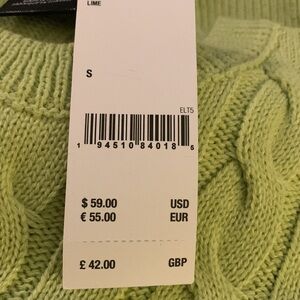 LIME
S
ELT5
1 94510 84018 6
$ 59.00 USD
€ 55.00 EUR
£ 42.00 GBP